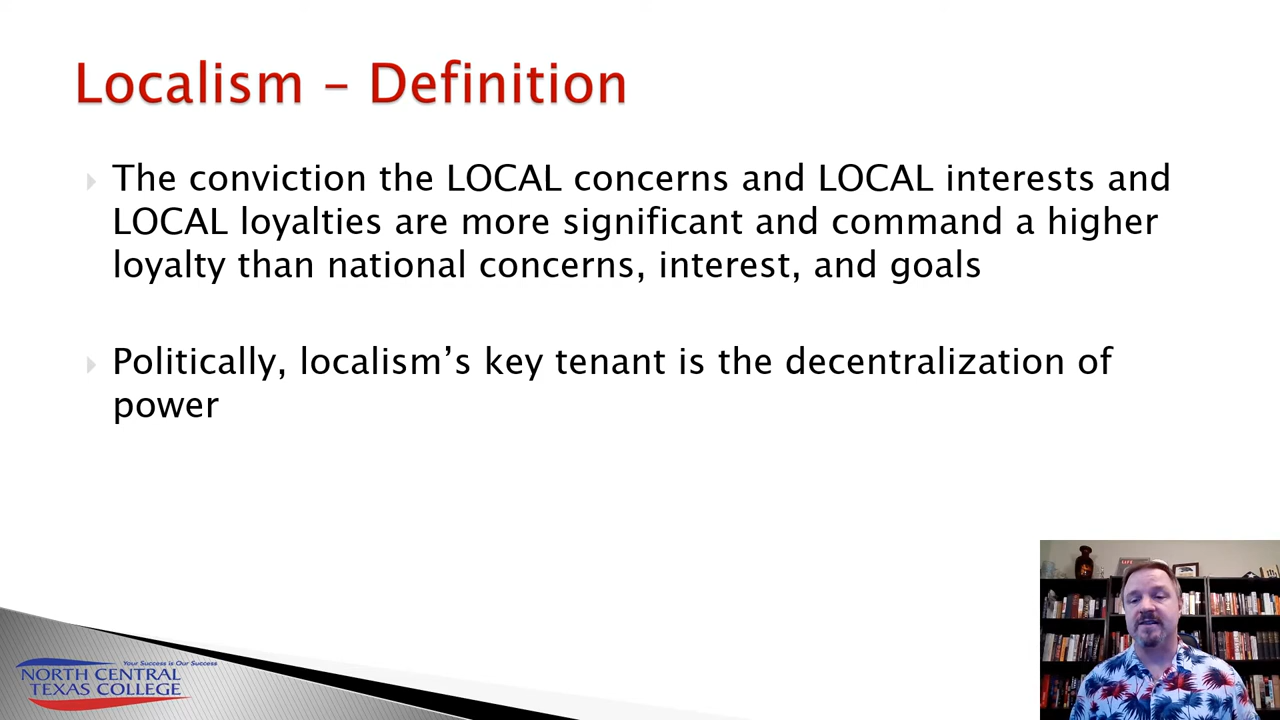 Localism – Definition
The conviction the LOCAL concerns and LOCAL interests and
LOCAL loyalties are more significant and command a higher
loyalty than national concerns, interest, and goals
Politically, localism’s key tenant is the decentralization of
power
Your Success is Our Success
NORTH CENTRAL
TEXAS COLLEGE
LIFE